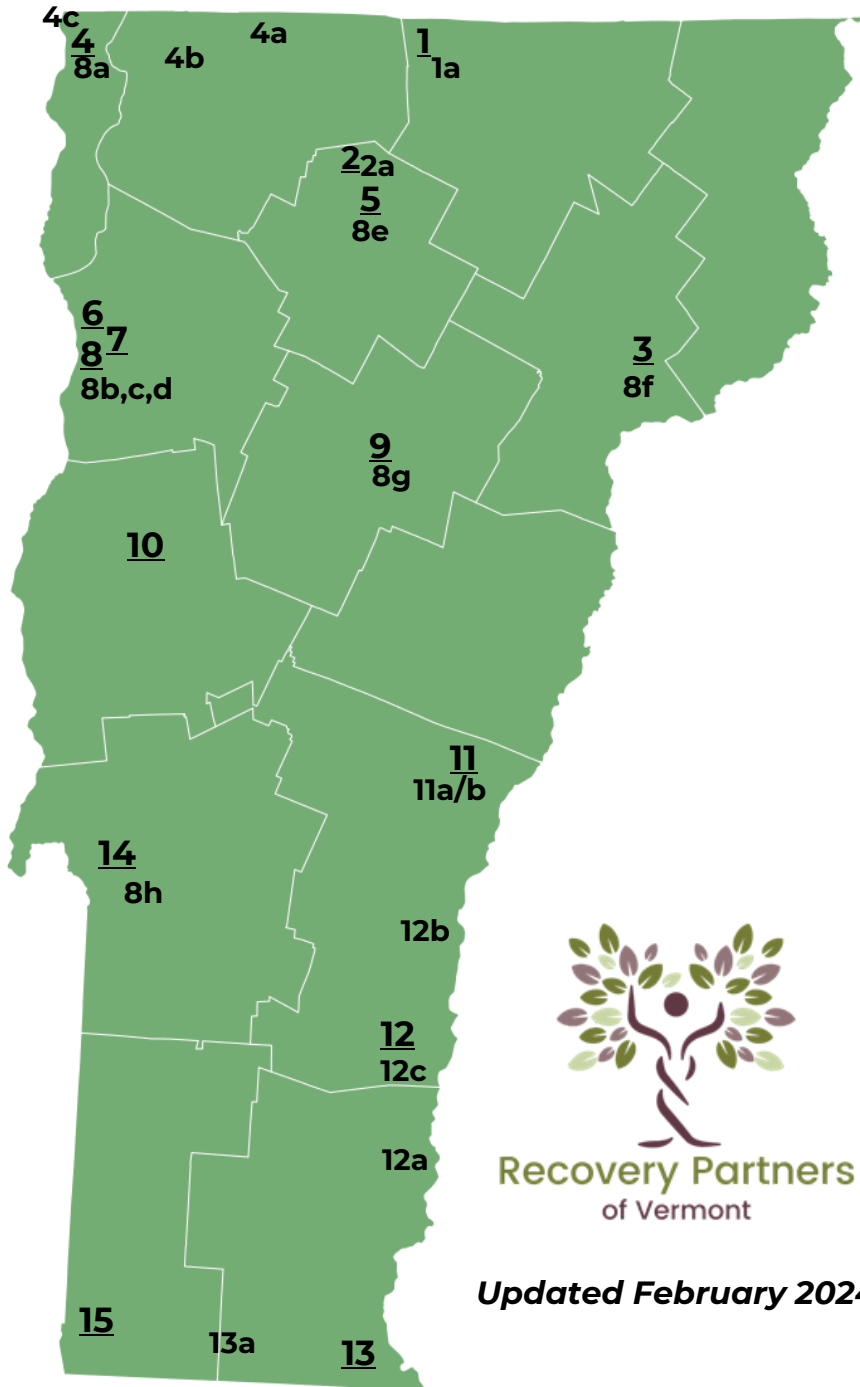 4c
4
8a
4b
4a
1
1a
2
2a
5
8e
6
7
8
8b,c,d
3
8f
9
8g
10
11
11a/b
14
8h
12b
12
12c
12a
15
13a
13
Recovery Partners
of Vermont
Updated February 2024